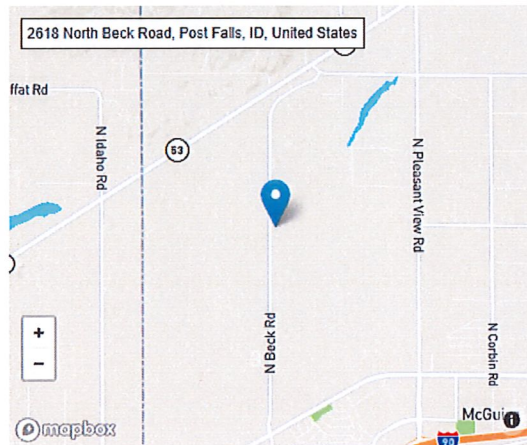 2618 North Beck Road, Post Falls, ID, United States
ffat Rd
N Idaho Rd
53
N Pleasant View Rd
N Beck Rd
N Corbin Rd
+
−
McGui
90
mapbox
i